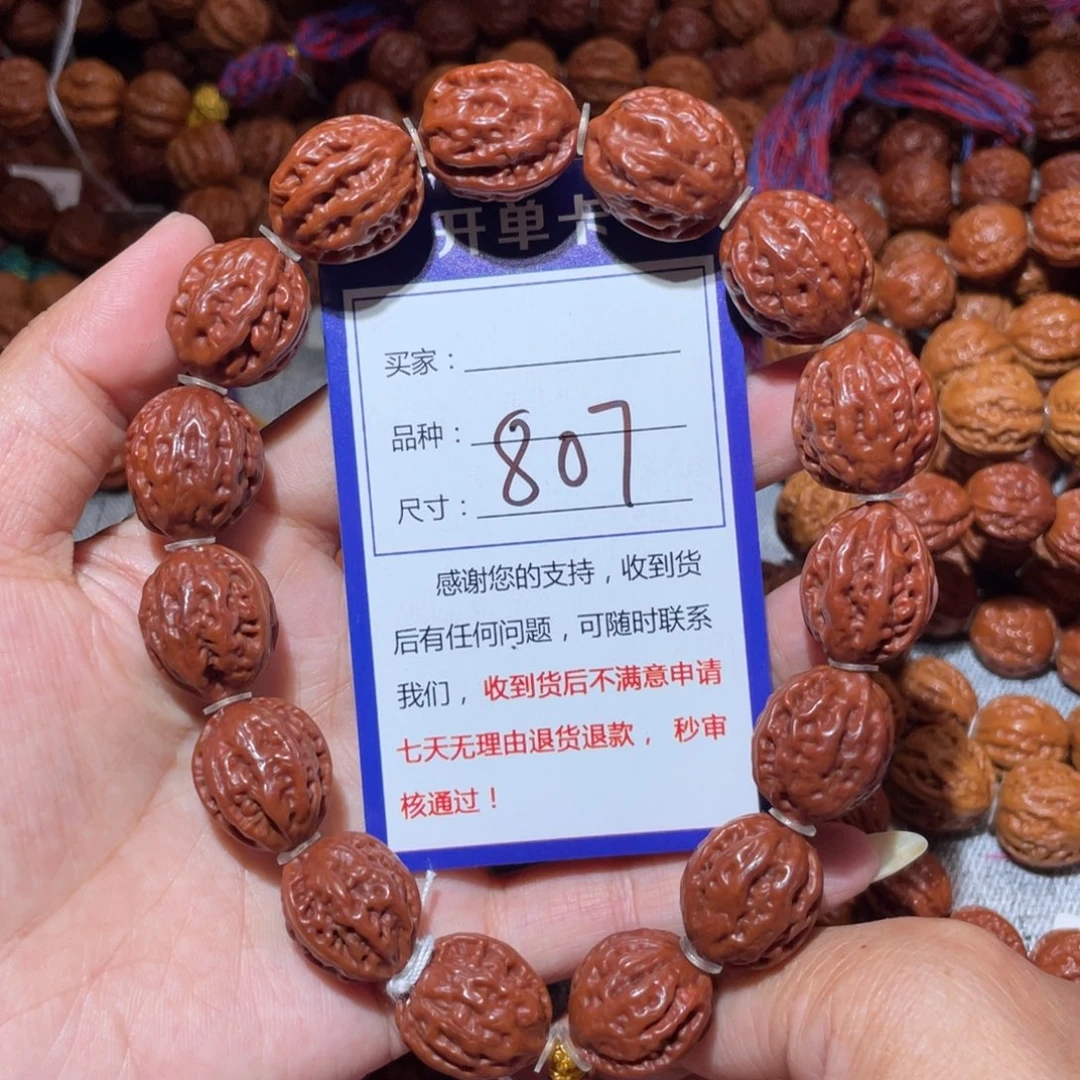 开单卡
买家：
品种：
807
尺寸：
感谢您的支持，收到货
后有任何问题，可随时联系
我们，收到货后不满意申请
七天无理由退货退款，秒审
核通过！